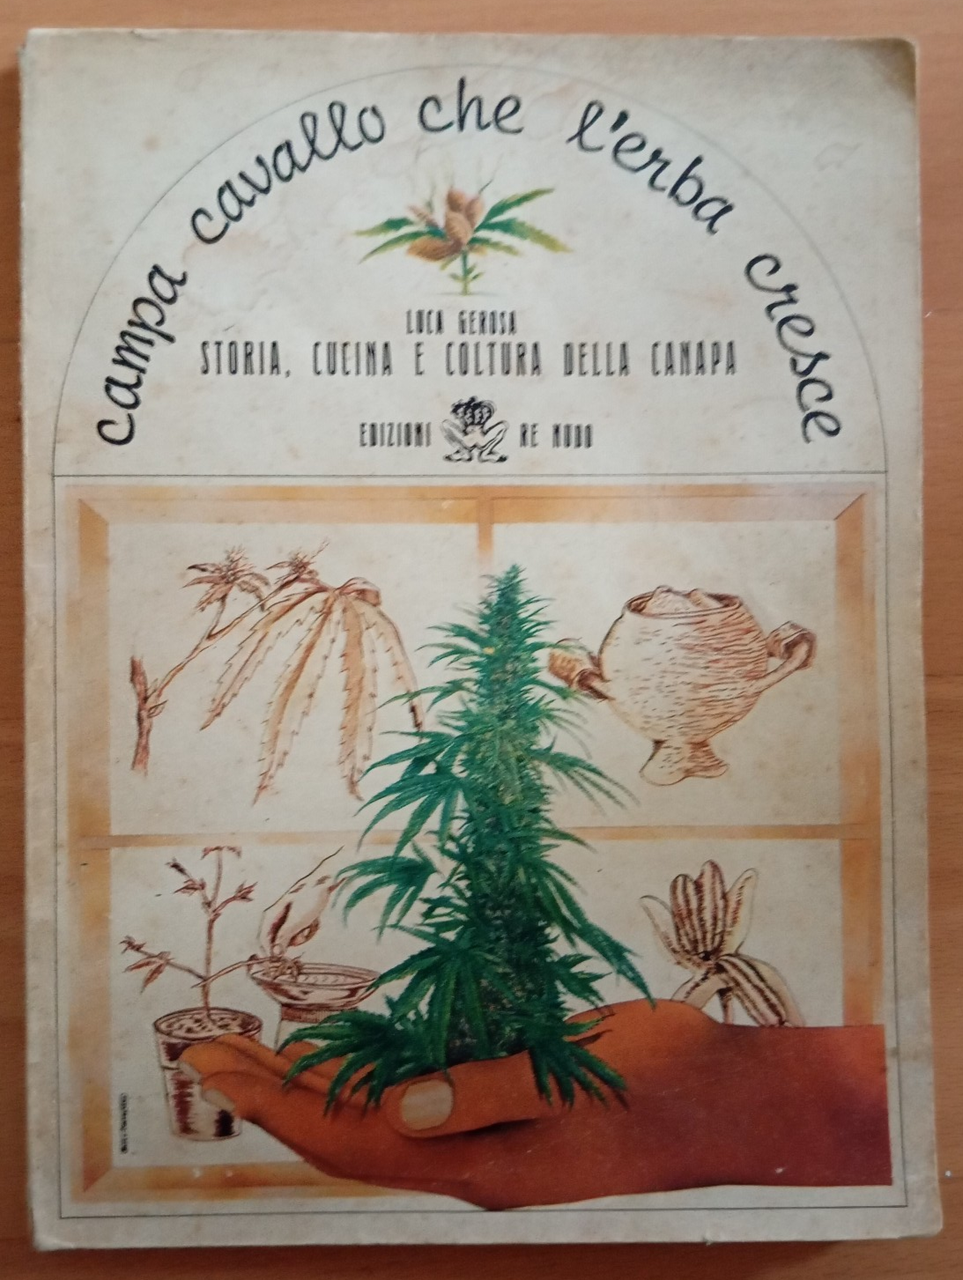 campa cavallo che l'erba cresce
LUCA GEROSA
STORIA, CUCINA E COLTURA DELLA CANAPA
EDIZIONI RE NUDO